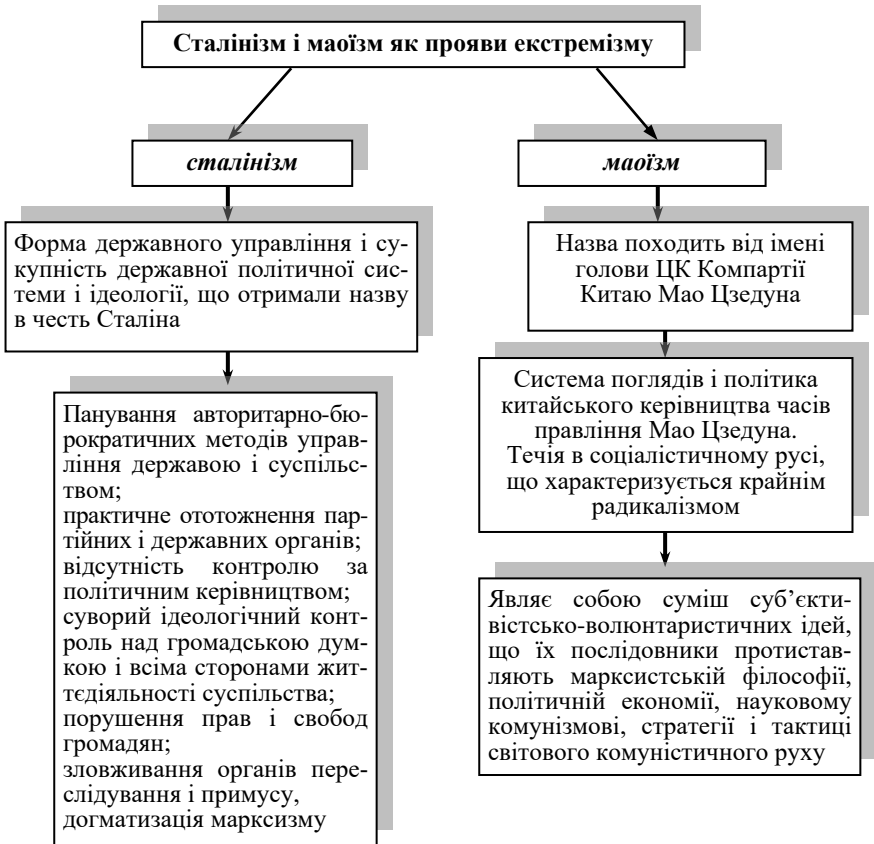 Сталінізм і маоїзм як прояви екстремізму
сталінізм
Форма державного управління і су-
купність державної політичної сис-
теми і ідеології, що отримали назву
в честь Сталіна
Панування авторитарно-бю-
рократичних методів управ-
ління державою і суспільс-
твом;
практичне ототожнення пар-
тійних і державних органів;
відсутність контролю за
політичним керівництвом;
суворий ідеологічний конт-
роль над громадською дум-
кою і всіма сторонами жит-
тєдіяльності суспільства;
порушення прав і свобод
громадян;
зловживання органів пере-
слідування і примусу,
догматизація марксизму
маоїзм
Назва походить від імені
голови ЦК Компартії
Китаю Мао Цзедуна
Система поглядів і політика
китайського керівництва часів
правління Мао Цзедуна.
Течія в соціалістичному русі,
що характеризується крайнім
радикалізмом
Являє собою суміш суб’єкти-
вістсько-волюнтаристичних ідей,
що їх послідовники протистав-
ляють марксистській філософії,
політичній економії, науковому
комунізмові, стратегії і тактиці
світового комуністичного руху